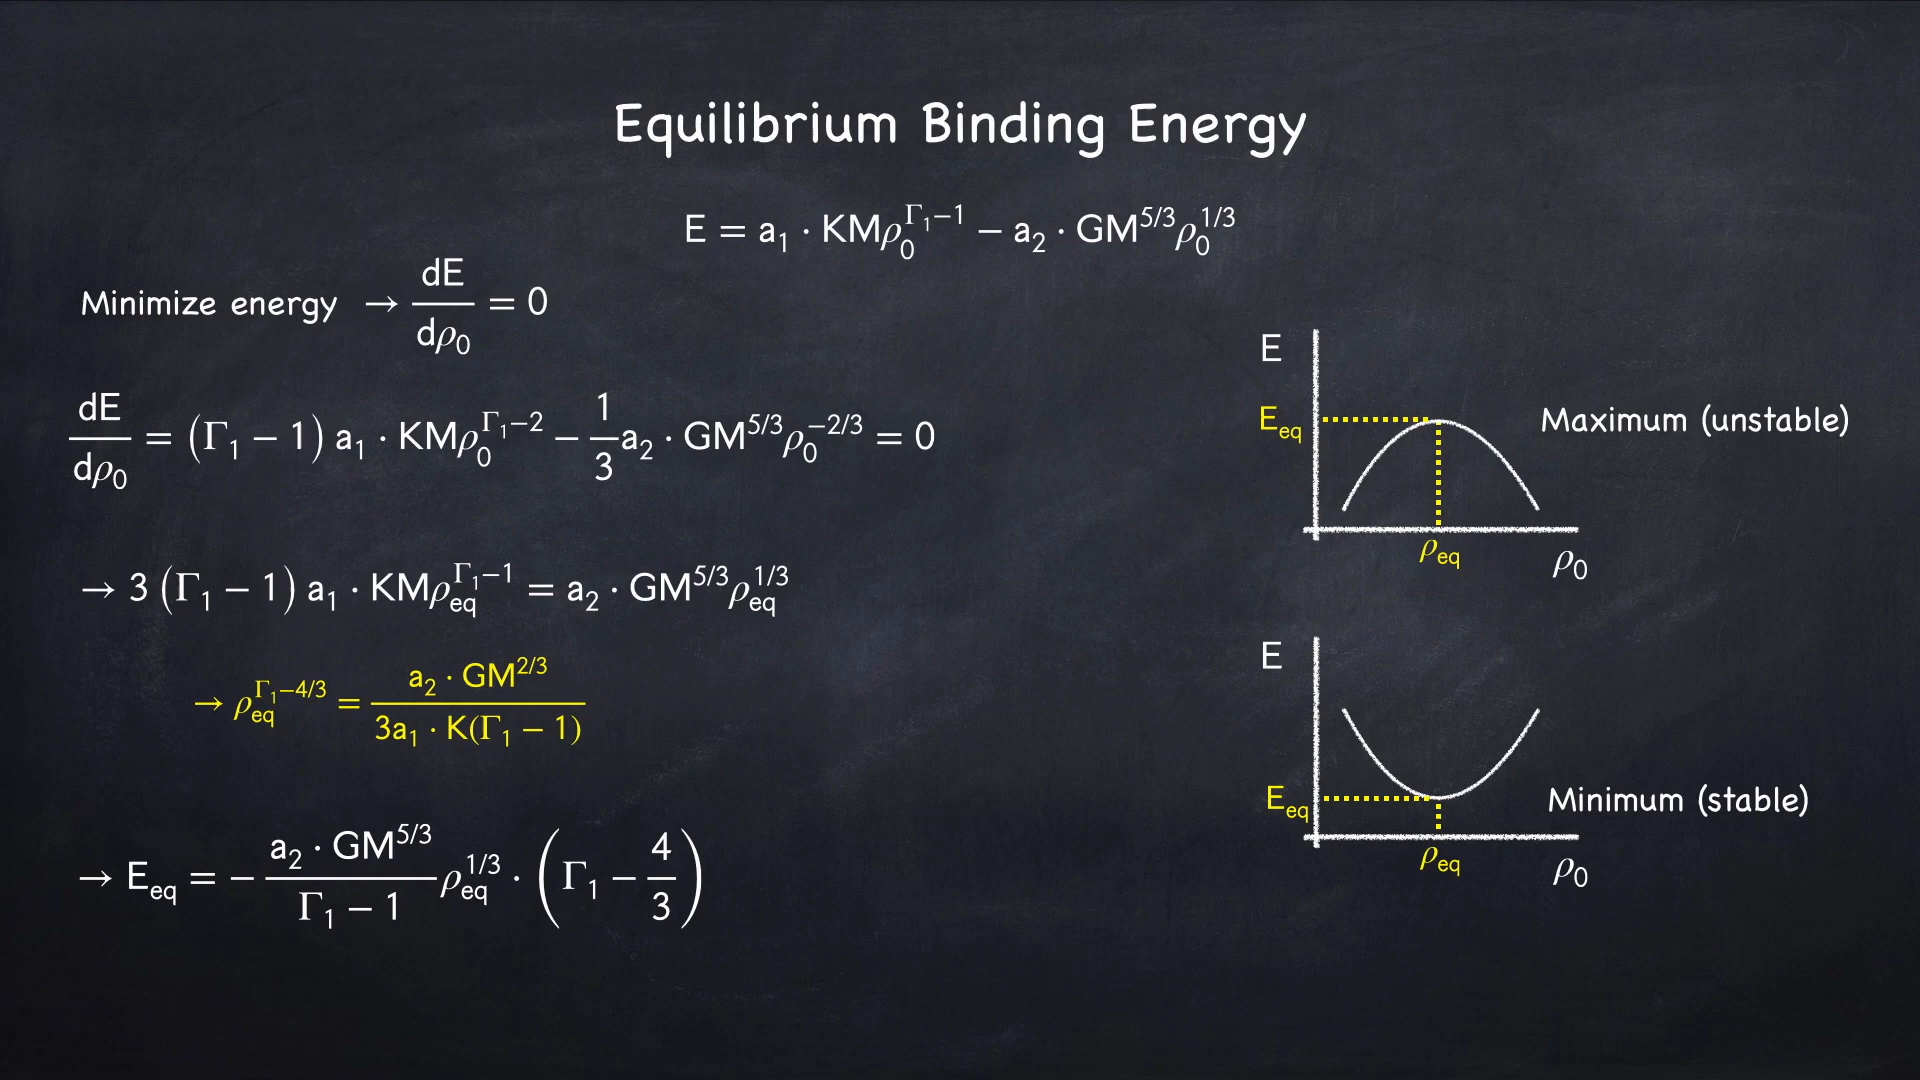 Equilibrium Binding Energy
E = a₁ · KMρ₀^(Γ₁−1) − a₂ · GM^(5/3)ρ₀^(1/3)
Minimize energy → dE/dρ₀ = 0
dE/dρ₀ = (Γ₁ − 1) a₁ · KMρ₀^(Γ₁−2) − 1/3 a₂ · GM^(5/3)ρ₀^(−2/3) = 0
→ 3 (Γ₁ − 1) a₁ · KMρ_eq^(Γ₁−1) = a₂ · GM^(5/3)ρ_eq^(1/3)
→ ρ_eq^(Γ₁−4/3) = a₂ · GM^(2/3) / 3a₁ · K(Γ₁ − 1)
→ E_eq = − a₂ · GM^(5/3) / Γ₁ − 1 ρ_eq^(1/3) · (Γ₁ − 4/3)
E
E_eq
Maximum (unstable)
ρ_eq
ρ₀
E
E_eq
Minimum (stable)
ρ_eq
ρ₀